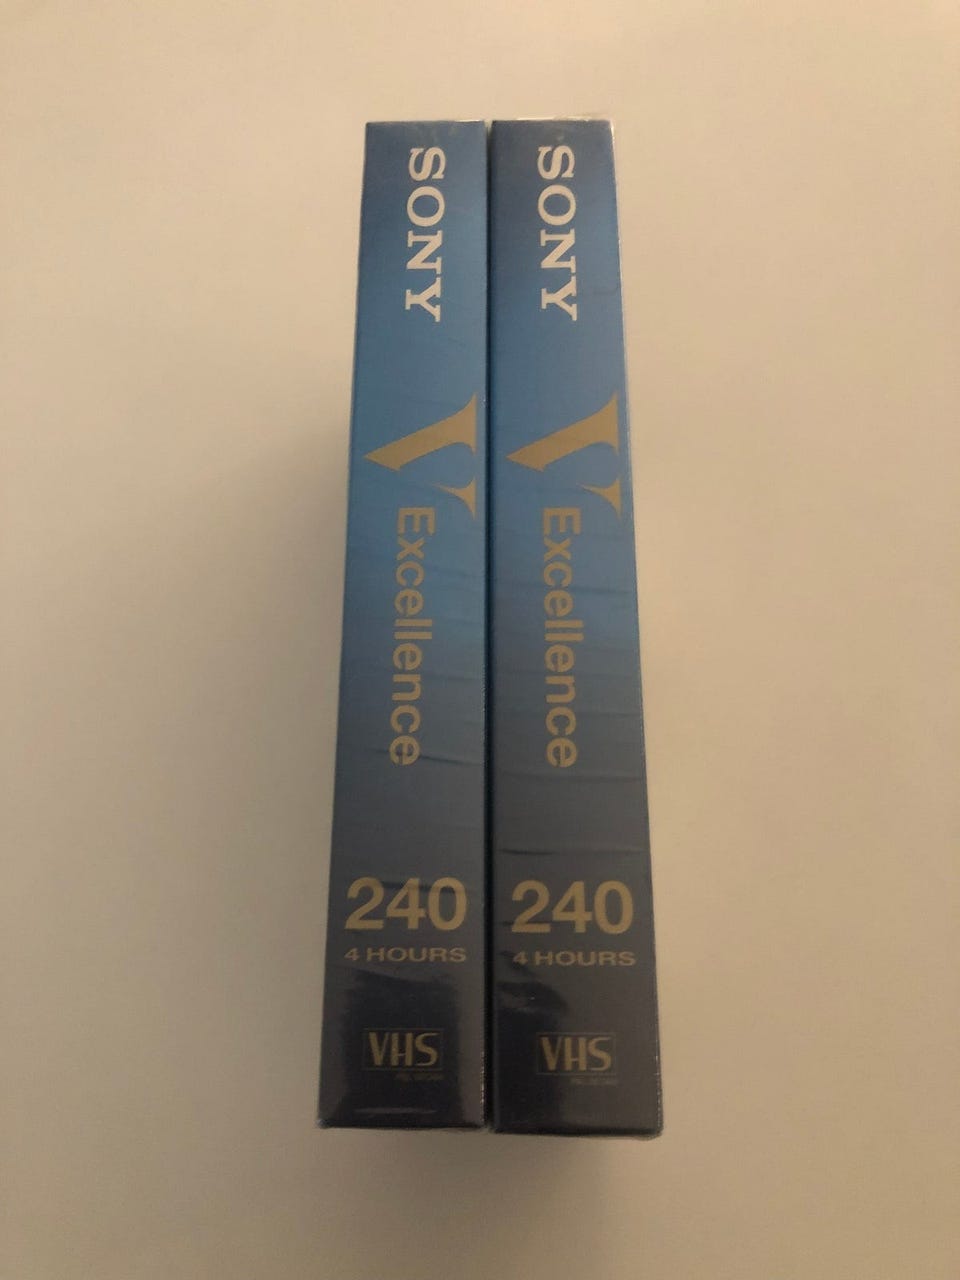 SONY
V
Excellence
240
4 HOURS
VHS
SONY
V
Excellence
240
4 HOURS
VHS